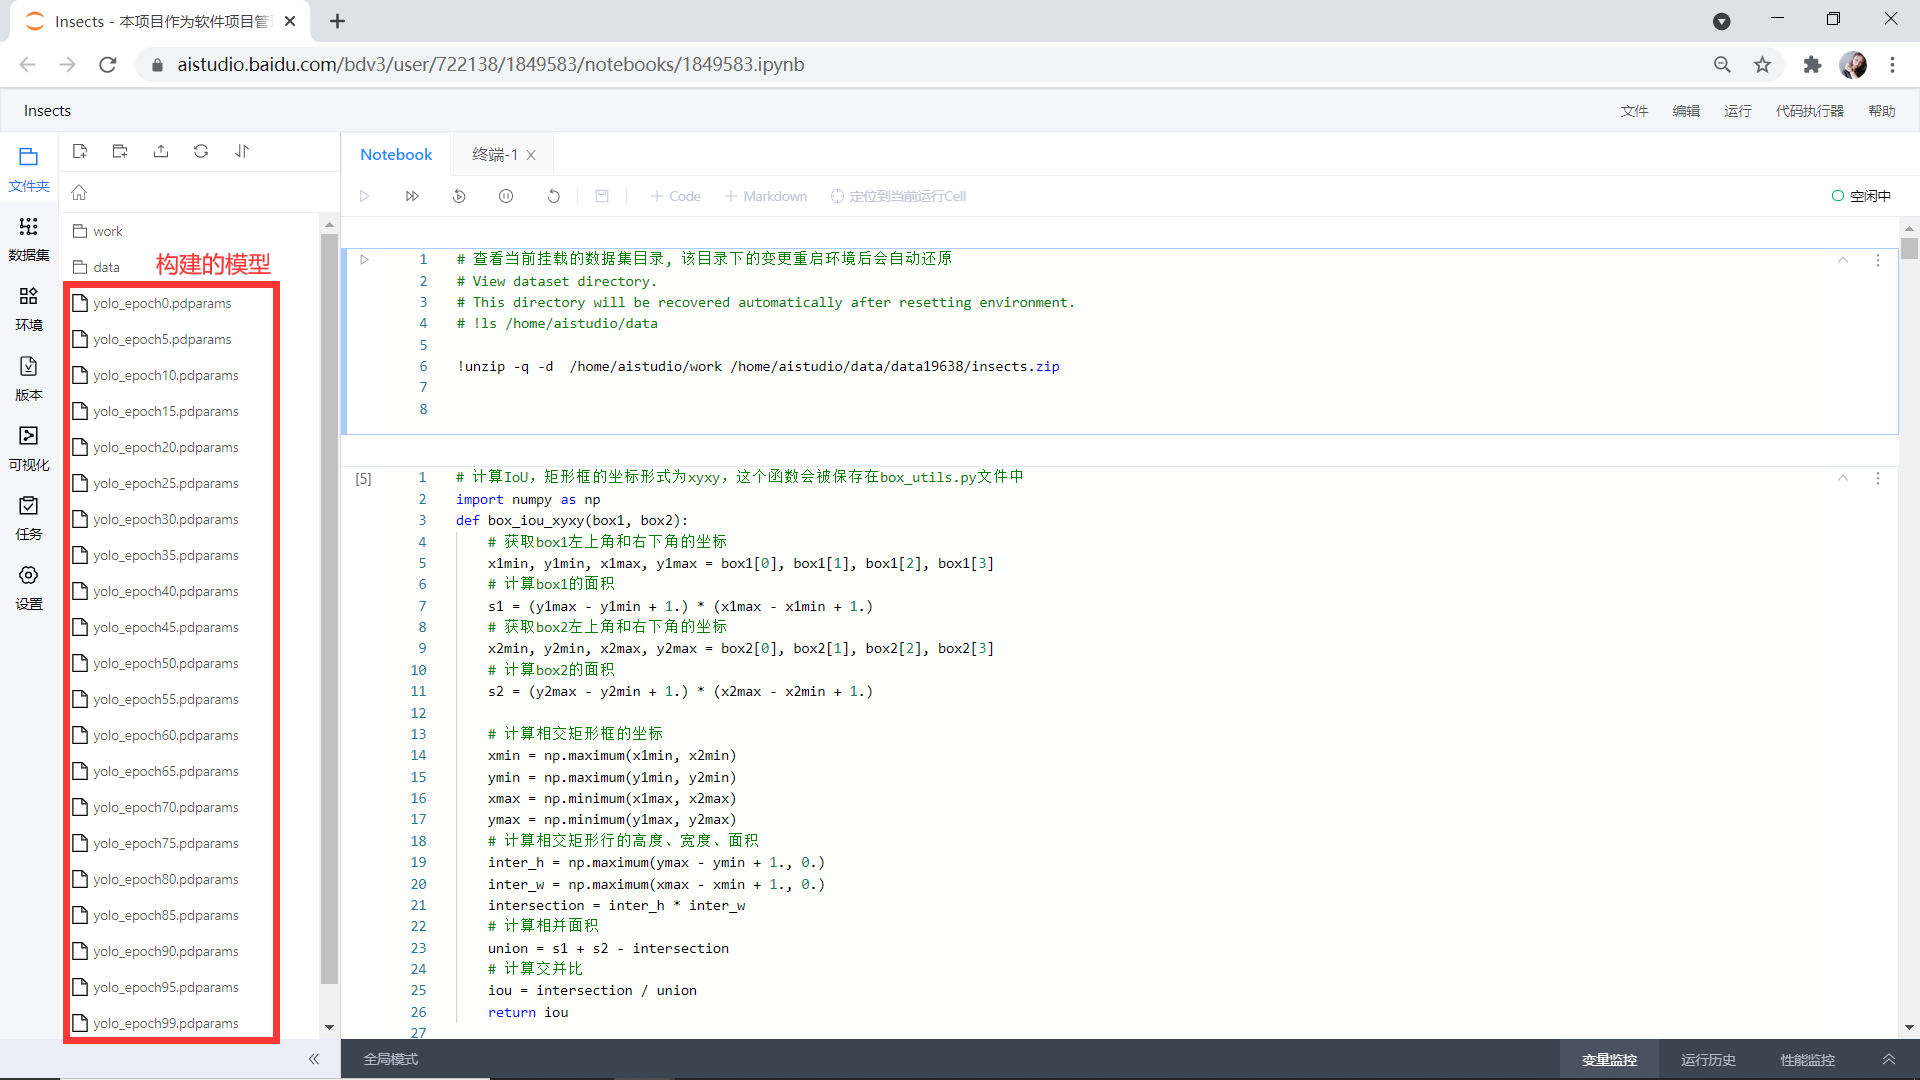 Insects - 本项目作为软件项目管
aistudio.baidu.com/bdv3/user/722138/1849583/notebooks/1849583.ipynb
Insects
文件 编辑 运行 代码执行器 帮助
文件夹
数据集
环境
版本
可视化
任务
设置
work
data
构建的模型
yolo_epoch0.pdparams
yolo_epoch5.pdparams
yolo_epoch10.pdparams
yolo_epoch15.pdparams
yolo_epoch20.pdparams
yolo_epoch25.pdparams
yolo_epoch30.pdparams
yolo_epoch35.pdparams
yolo_epoch40.pdparams
yolo_epoch45.pdparams
yolo_epoch50.pdparams
yolo_epoch55.pdparams
yolo_epoch60.pdparams
yolo_epoch65.pdparams
yolo_epoch70.pdparams
yolo_epoch75.pdparams
yolo_epoch80.pdparams
yolo_epoch85.pdparams
yolo_epoch90.pdparams
yolo_epoch95.pdparams
yolo_epoch99.pdparams
Notebook 终端-1
Code Markdown 定位到当前运行Cell 空闲中
1 # 查看当前挂载的数据集目录, 该目录下的变更重启环境后会自动还原
2 # View dataset directory.
3 # This directory will be recovered automatically after resetting environment.
4 # !ls /home/aistudio/data
5
6 !unzip -q -d  /home/aistudio/work /home/aistudio/data/data19638/insects.zip
7
8
[5]
1 # 计算IoU，矩形框的坐标形式为xyxy，这个函数会被保存在box_utils.py文件中
2 import numpy as np
3 def box_iou_xyxy(box1, box2):
4     # 获取box1左上角和右下角的坐标
5     x1min, y1min, x1max, y1max = box1[0], box1[1], box1[2], box1[3]
6     # 计算box1的面积
7     s1 = (y1max - y1min + 1.) * (x1max - x1min + 1.)
8     # 获取box2左上角和右下角的坐标
9     x2min, y2min, x2max, y2max = box2[0], box2[1], box2[2], box2[3]
10     # 计算box2的面积
11     s2 = (y2max - y2min + 1.) * (x2max - x2min + 1.)
12
13     # 计算相交矩形框的坐标
14     xmin = np.maximum(x1min, x2min)
15     ymin = np.maximum(y1min, y2min)
16     xmax = np.minimum(x1max, x2max)
17     ymax = np.minimum(y1max, y2max)
18     # 计算相交矩形行的高度、宽度、面积
19     inter_h = np.maximum(ymax - ymin + 1., 0.)
20     inter_w = np.maximum(xmax - xmin + 1., 0.)
21     intersection = inter_h * inter_w
22     # 计算相并面积
23     union = s1 + s2 - intersection
24     # 计算交并比
25     iou = intersection / union
26     return iou
27
全局模式 变量监控 运行历史 性能监控